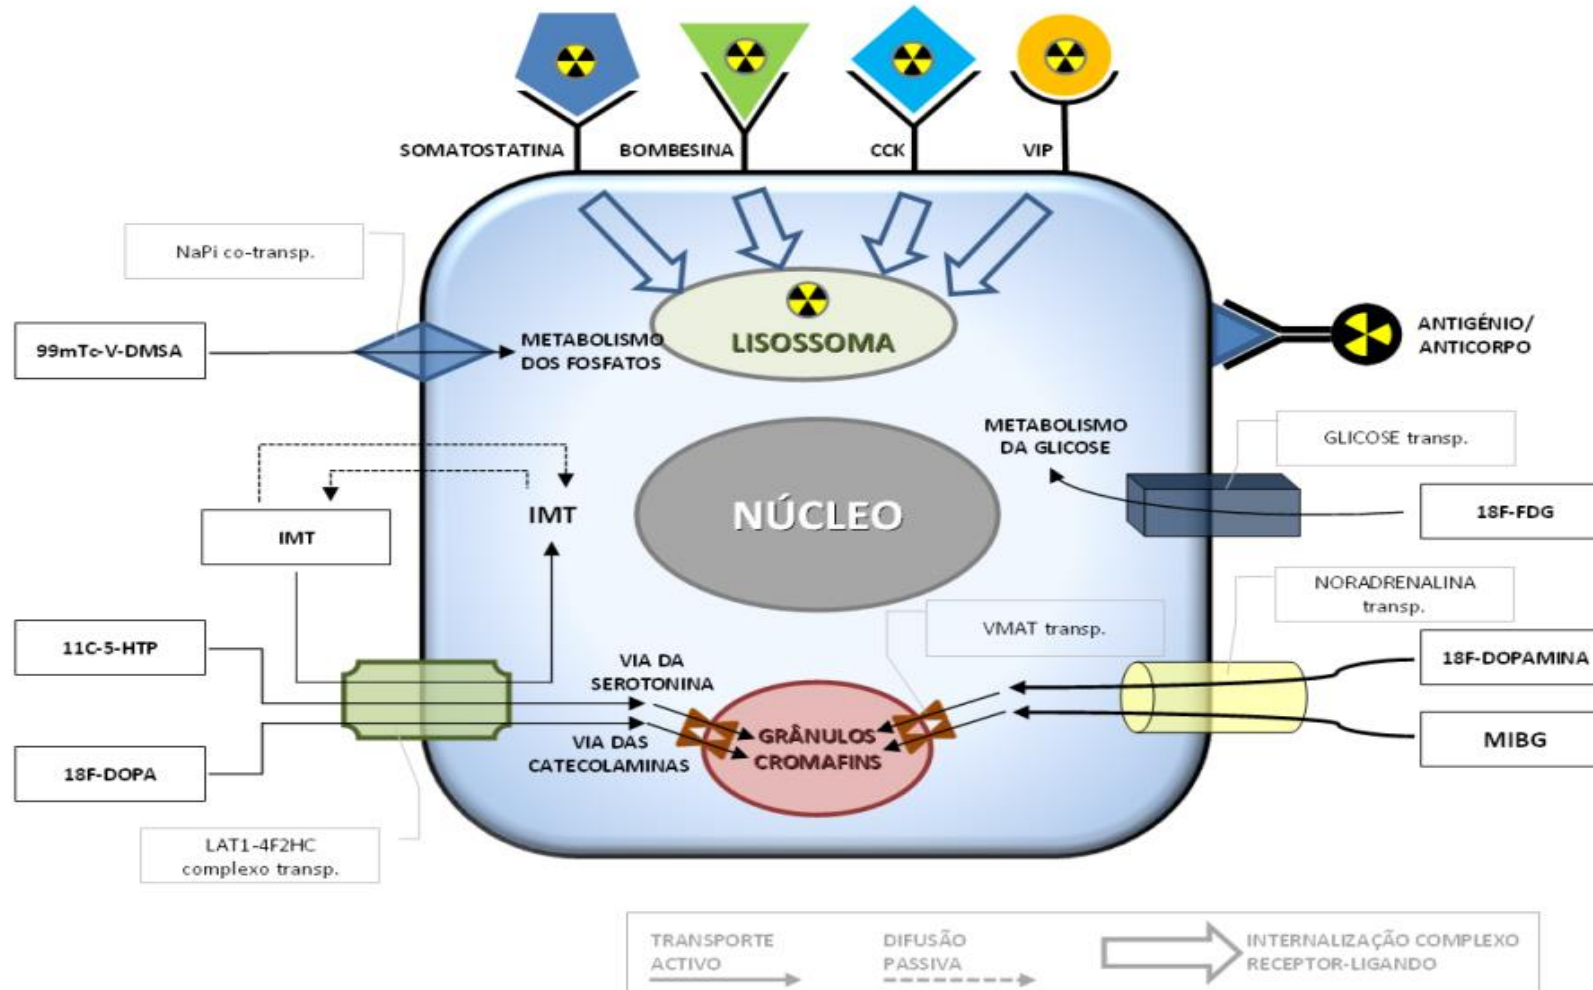 SOMATOSTATINA
BOMBESINA
CCK
VIP
NaPi co-transp.
99mTc-V-DMSA
METABOLISMO
DOS FOSFATOS
LISOSSOMA
ANTIGÉNIO/
ANTICORPO
METABOLISMO
DA GLICOSE
GLICOSE transp.
IMT
IMT
NÚCLEO
18F-FDG
NORADRENALINA
transp.
VMAT transp.
11C-5-HTP
VIA DA
SEROTONINA
18F-DOPAMINA
GRÂNULOS
CROMAFINS
VIA DAS
CATECOLAMINAS
MIBG
18F-DOPA
LAT1-4F2HC
complexo transp.
TRANSPORTE
ACTIVO
DIFUSÃO
PASSIVA
INTERNALIZAÇÃO COMPLEXO
RECEPTOR-LIGANDO